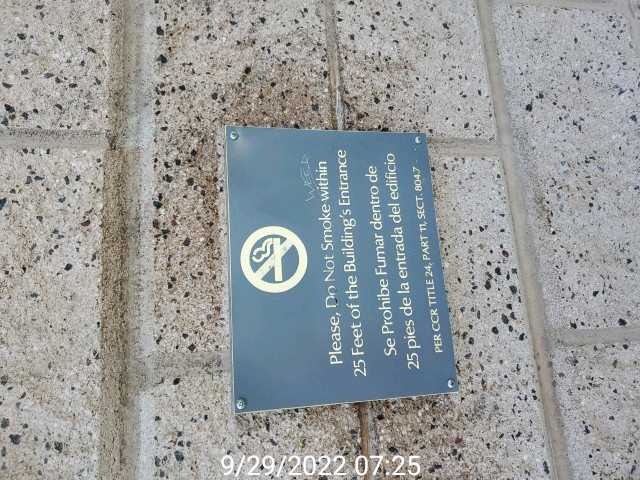 WEED
Please, Do Not Smoke within
25 Feet of the Building's Entrance
Se Prohibe Fumar dentro de
25 pies de la entrada del edificio
PER CCR TITLE 24, PART 11, SECT. 804.7
9/29/2022 07:25